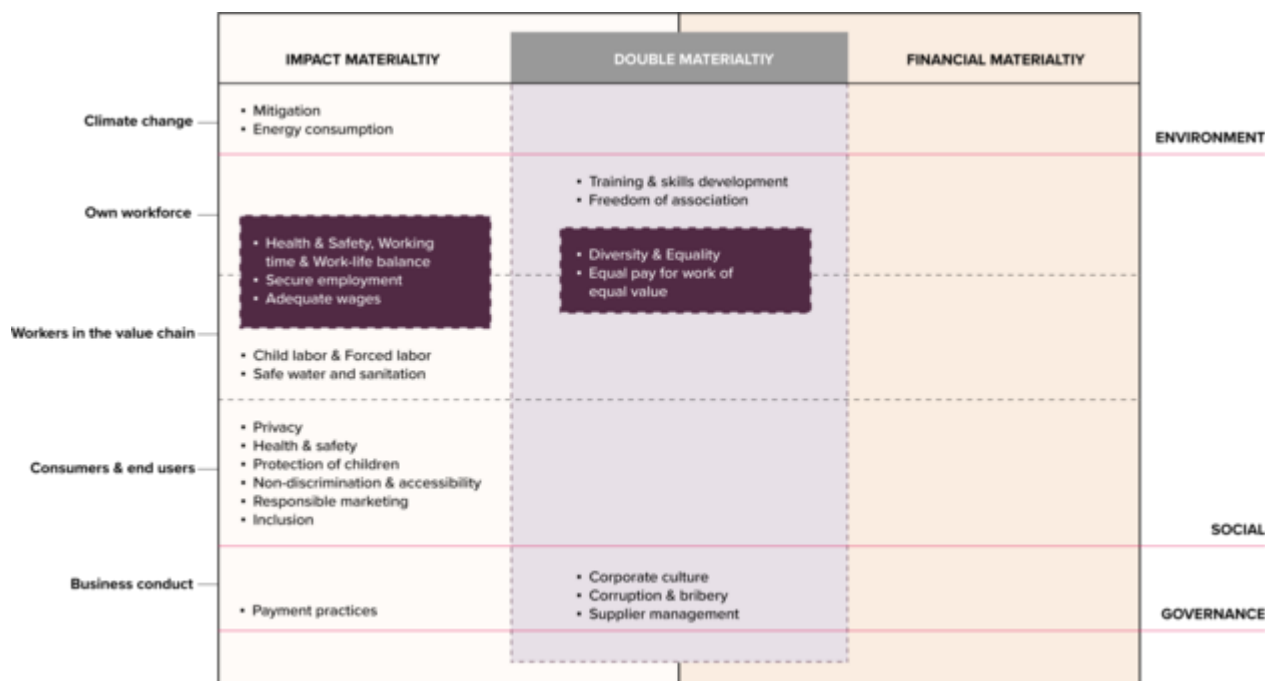 IMPACT MATERIALTIY
DOUBLE MATERIALTIY
FINANCIAL MATERIALTIY
Climate change
• Mitigation
• Energy consumption
ENVIRONMENT
Own workforce
• Training & skills development
• Freedom of association
• Health & Safety, Working
time & Work-life balance
• Secure employment
• Adequate wages
• Diversity & Equality
• Equal pay for work of
equal value
Workers in the value chain
• Child labor & Forced labor
• Safe water and sanitation
Consumers & end users
• Privacy
• Health & safety
• Protection of children
• Non-discrimination & accessibility
• Responsible marketing
• Inclusion
SOCIAL
Business conduct
• Payment practices
• Corporate culture
• Corruption & bribery
• Supplier management
GOVERNANCE